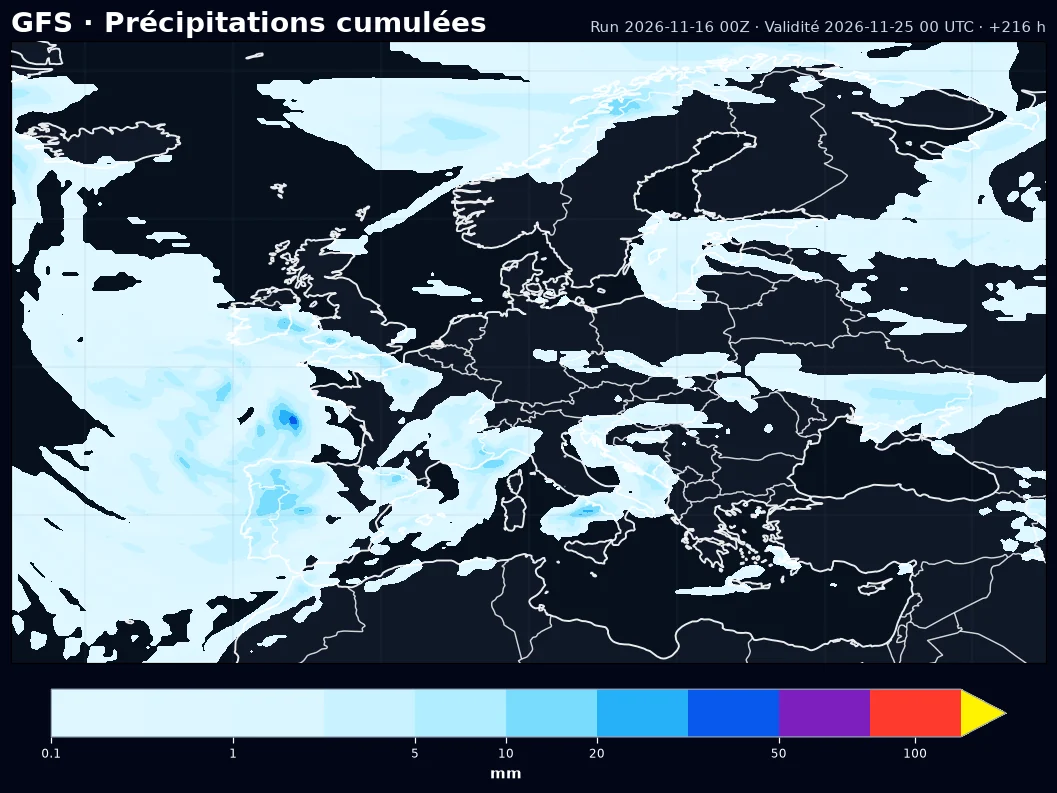 GFS · Précipitations cumulées
Run 2026-11-16 00Z · Validité 2026-11-25 00 UTC · +216 h
0.1 1 5 10 20 50 100
mm